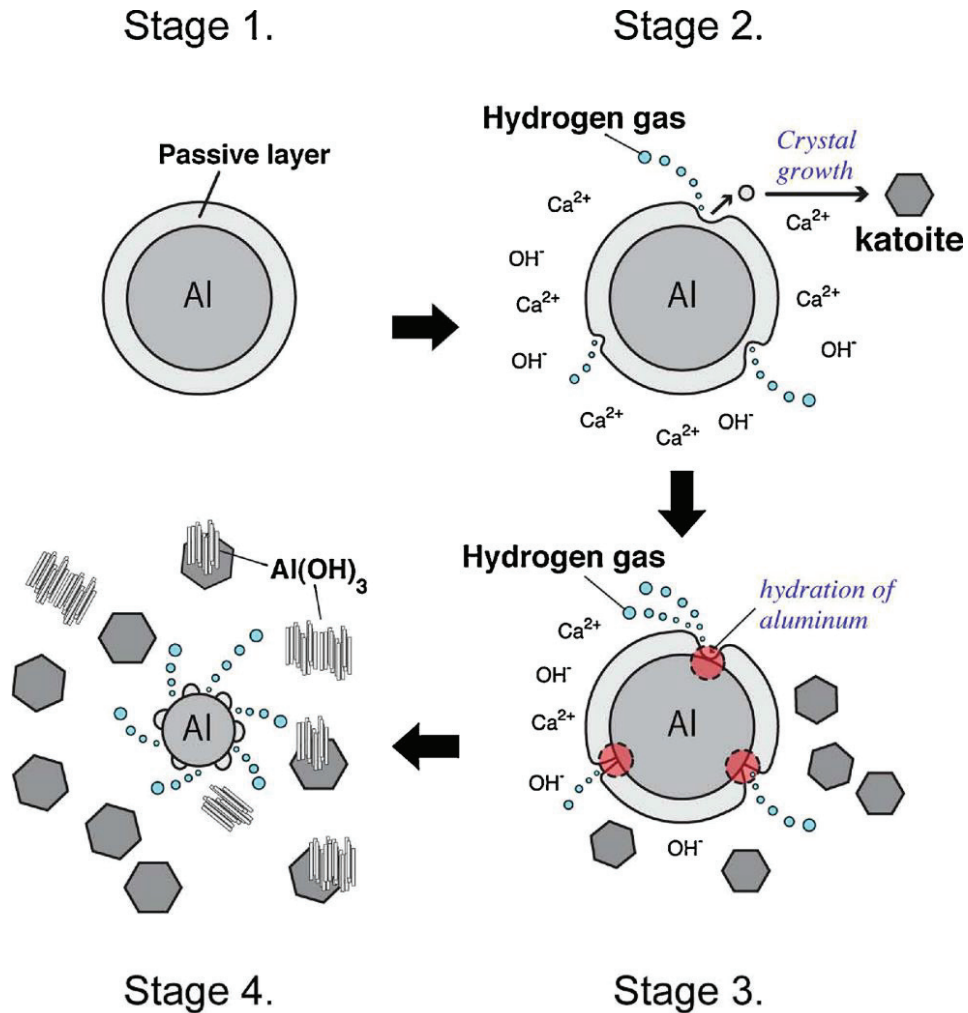 Stage 1.
Passive layer
Al
Stage 2.
Hydrogen gas
Crystal
growth
Ca²⁺
Ca²⁺
katoite
OH⁻
Al
Ca²⁺
Ca²⁺
OH⁻
OH⁻
Ca²⁺
OH⁻
Ca²⁺
Hydrogen gas
hydration of
aluminum
Ca²⁺
OH⁻
Ca²⁺
Al
OH⁻
OH⁻
Stage 3.
Al(OH)₃
Al
Stage 4.